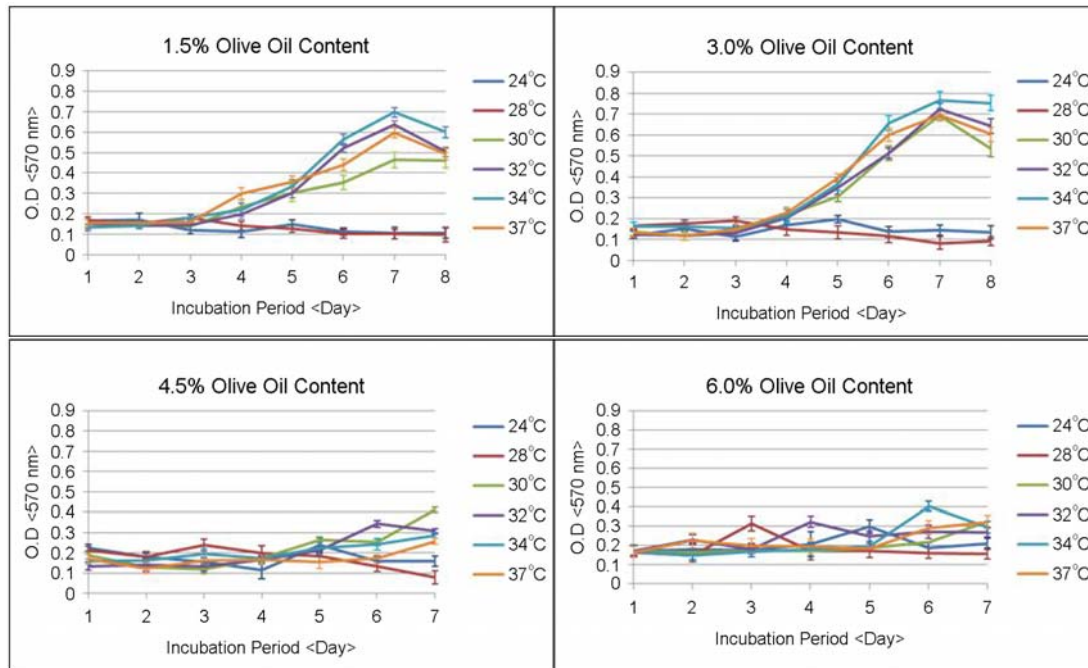 1.5% Olive Oil Content
0.9
0.8
0.7
0.6
0.5
0.4
0.3
0.2
0.1
0
O.D <570 nm>
1 2 3 4 5 6 7 8
Incubation Period <Day>
24°C
28°C
30°C
32°C
34°C
37°C
3.0% Olive Oil Content
0.9
0.8
0.7
0.6
0.5
0.4
0.3
0.2
0.1
0
O.D <570 nm>
1 2 3 4 5 6 7 8
Incubation Period <Day>
24°C
28°C
30°C
32°C
34°C
37°C
4.5% Olive Oil Content
0.9
0.8
0.7
0.6
0.5
0.4
0.3
0.2
0.1
0
O.D <570 nm>
1 2 3 4 5 6 7
Incubation Period <Day>
24°C
28°C
30°C
32°C
34°C
37°C
6.0% Olive Oil Content
0.9
0.8
0.7
0.6
0.5
0.4
0.3
0.2
0.1
0
O.D <570 nm>
1 2 3 4 5 6 7
Incubation Period <Day>
24°C
28°C
30°C
32°C
34°C
37°C